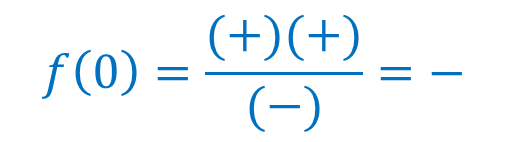 f(0) = (+)(+) / (−) = −